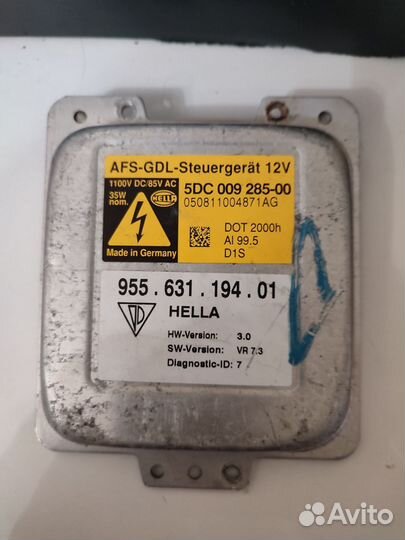 AFS-GDL-Steuergerät 12V
1100V DC/85V AC
35W nom.
HELLA
5DC 009 285-00
050811004871AG
DOT 2000h
Al 99.5
D1S
Made in Germany
955.631.194.01
HELLA
HW-Version: 3.0
SW-Version: VR 7.3
Diagnostic-ID: 7
Avito